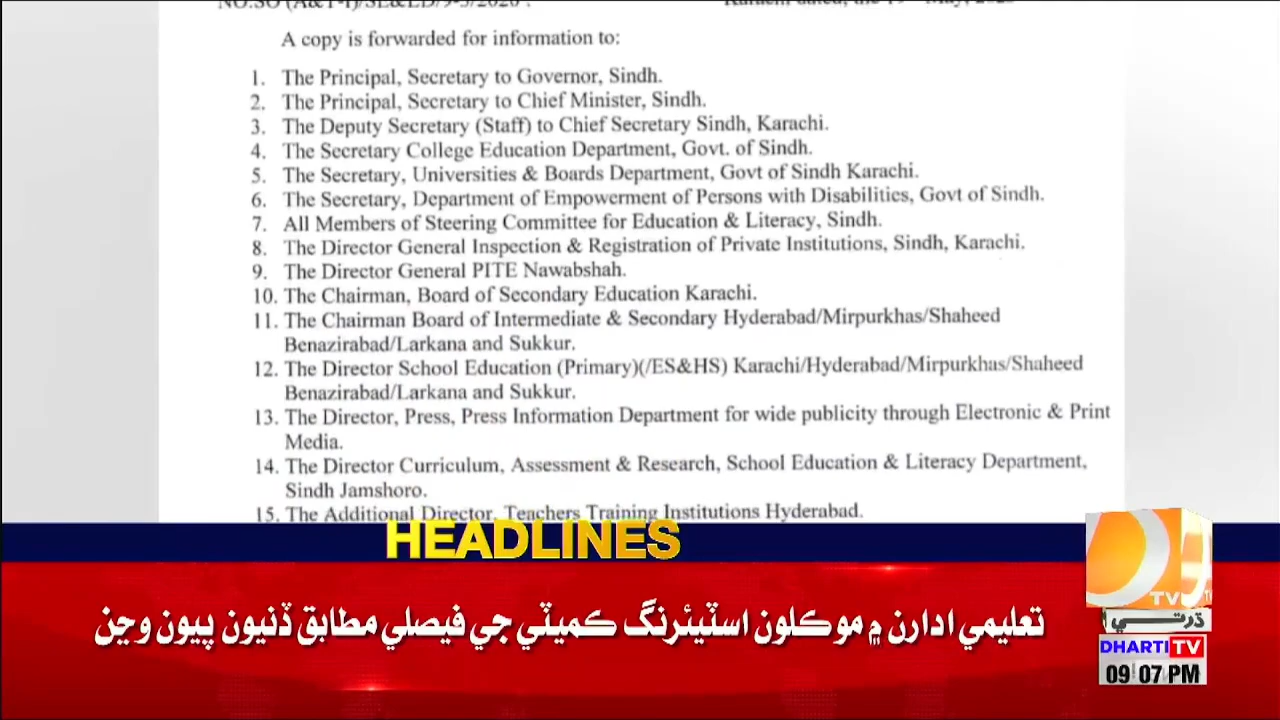 A copy is forwarded for information to:
1. The Principal, Secretary to Governor, Sindh.
2. The Principal, Secretary to Chief Minister, Sindh.
3. The Deputy Secretary (Staff) to Chief Secretary Sindh, Karachi.
4. The Secretary College Education Department, Govt. of Sindh.
5. The Secretary, Universities & Boards Department, Govt of Sindh Karachi.
6. The Secretary, Department of Empowerment of Persons with Disabilities, Govt of Sindh.
7. All Members of Steering Committee for Education & Literacy, Sindh.
8. The Director General Inspection & Registration of Private Institutions, Sindh, Karachi.
9. The Director General PITE Nawabshah.
10. The Chairman, Board of Secondary Education Karachi.
11. The Chairman Board of Intermediate & Secondary Hyderabad/Mirpurkhas/Shaheed
Benazirabad/Larkana and Sukkur.
12. The Director School Education (Primary)(/ES&HS) Karachi/Hyderabad/Mirpurkhas/Shaheed
Benazirabad/Larkana and Sukkur.
13. The Director, Press, Press Information Department for wide publicity through Electronic & Print
Media.
14. The Director Curriculum, Assessment & Research, School Education & Literacy Department,
Sindh Jamshoro.
15. The Additional Director, Teachers Training Institutions Hyderabad.
HEADLINES
تعليمي ادارن ۾ موڪلون اسٽيئرنگ ڪميٽي جي فيصلي مطابق ڏنيون پيون وڃن
TV
ڌرتي
DHARTI TV
09:07 PM